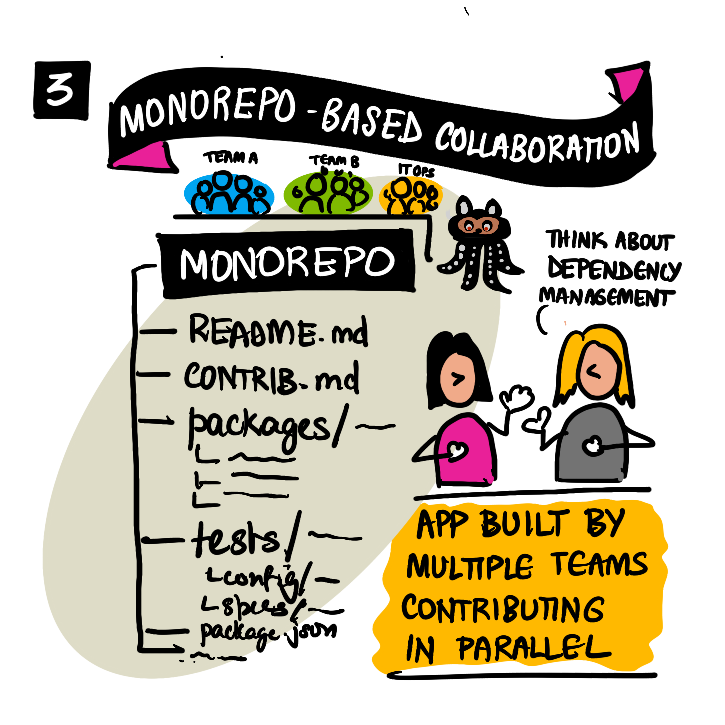 3
MONOREPO-BASED COLLABORATION
TEAM A
TEAM B
IT OPS
MONOREPO
README.md
CONTRIB.md
packages/
tests/
config/
specs/
package.json
THINK ABOUT
DEPENDENCY
MANAGEMENT
APP BUILT BY
MULTIPLE TEAMS
CONTRIBUTING
IN PARALLEL